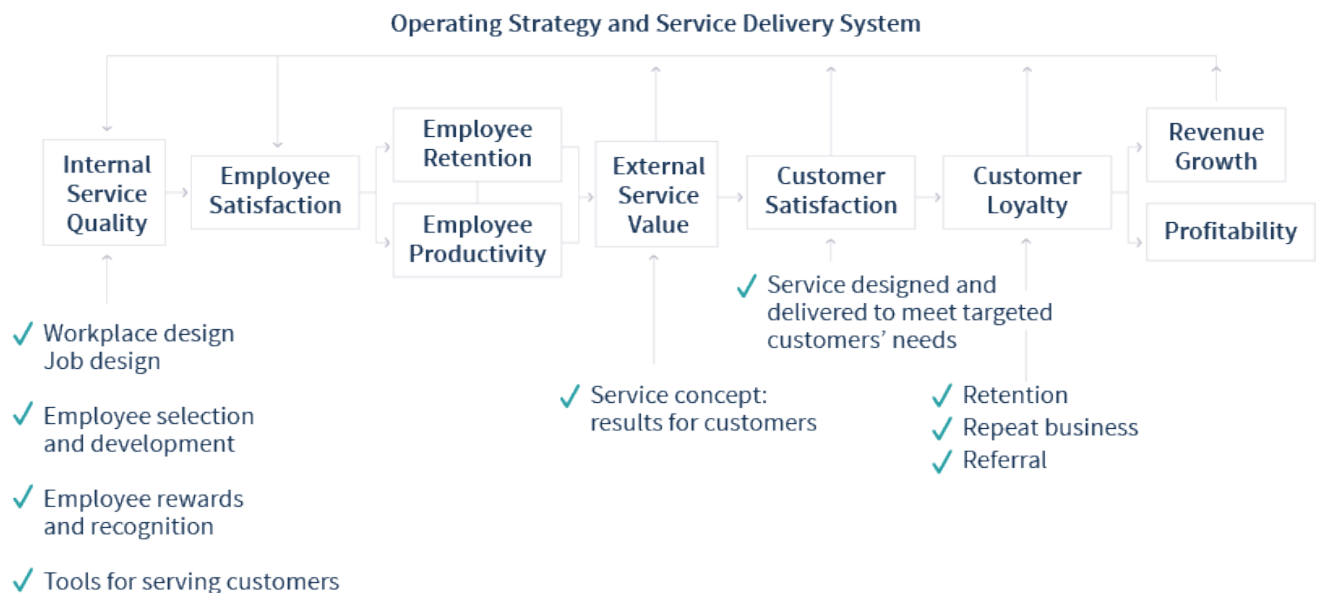 Operating Strategy and Service Delivery System
Internal
Service
Quality
Employee
Satisfaction
Employee
Retention
Employee
Productivity
External
Service
Value
Customer
Satisfaction
Customer
Loyalty
Revenue
Growth
Profitability
Workplace design
Job design
Employee selection
and development
Employee rewards
and recognition
Tools for serving customers
Service concept:
results for customers
Service designed and
delivered to meet targeted
customers’ needs
Retention
Repeat business
Referral